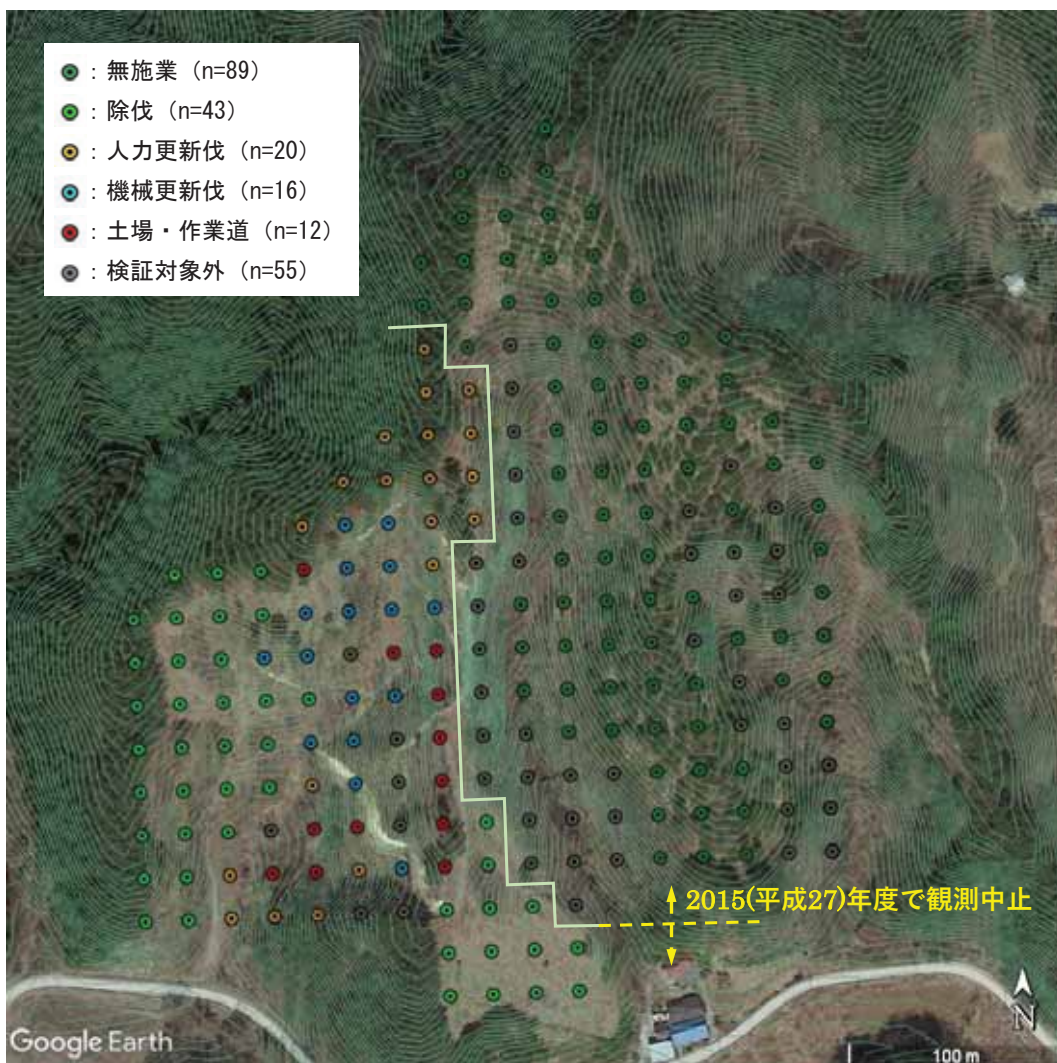 ：無施業（n=89）
：除伐（n=43）
：人力更新伐（n=20）
：機械更新伐（n=16）
：土場・作業道（n=12）
：検証対象外（n=55）
2015(平成27)年度で観測中止
N
Google Earth
100 m